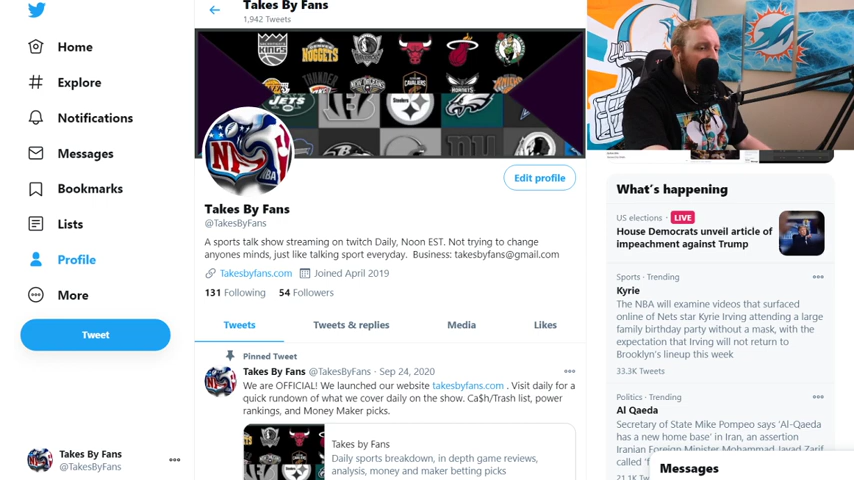 Takes By Fans
1,942 Tweets
Home
Explore
Notifications
Messages
Bookmarks
Lists
Profile
More
Tweet
Takes By Fans
@TakesByFans
KINGS
NUGGETS
THUNDER
CAVALIERS
HORNETS
JETS
Steelers
NBA
Edit profile
Takes By Fans
@TakesByFans
A sports talk show streaming on twitch Daily, Noon EST. Not trying to change
anyones minds, just like talking sport everyday. Business: takesbyfans@gmail.com
Takesbyfans.com Joined April 2019
131 Following 54 Followers
Tweets Tweets & replies Media Likes
Pinned Tweet
Takes By Fans @TakesByFans · Sep 24, 2020
We are OFFICIAL! We launched our website takesbyfans.com . Visit daily for a
quick rundown of what we cover daily on the show. Ca$h/Trash list, power
rankings, and Money Maker picks.
Takes by Fans
Daily sports breakdown, in depth game reviews,
analysis, money and maker betting picks
What's happening
US elections · LIVE
House Democrats unveil article of
impeachment against Trump
Sports · Trending
Kyrie
The NBA will examine videos that surfaced
online of Nets star Kyrie Irving attending a large
family birthday party without a mask, with the
expectation that Irving will not return to
Brooklyn's lineup this week
33.3K Tweets
Politics · Trending
Al Qaeda
Secretary of State Mike Pompeo says 'Al-Qaeda
has a new home base' in Iran, an assertion
Iranian Foreign Minister Mohammad Javad Zarif
called
21.1K
Messages